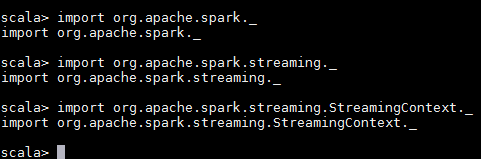 scala> import org.apache.spark._
import org.apache.spark._
scala> import org.apache.spark.streaming._
import org.apache.spark.streaming._
scala> import org.apache.spark.streaming.StreamingContext._
import org.apache.spark.streaming.StreamingContext._
scala>